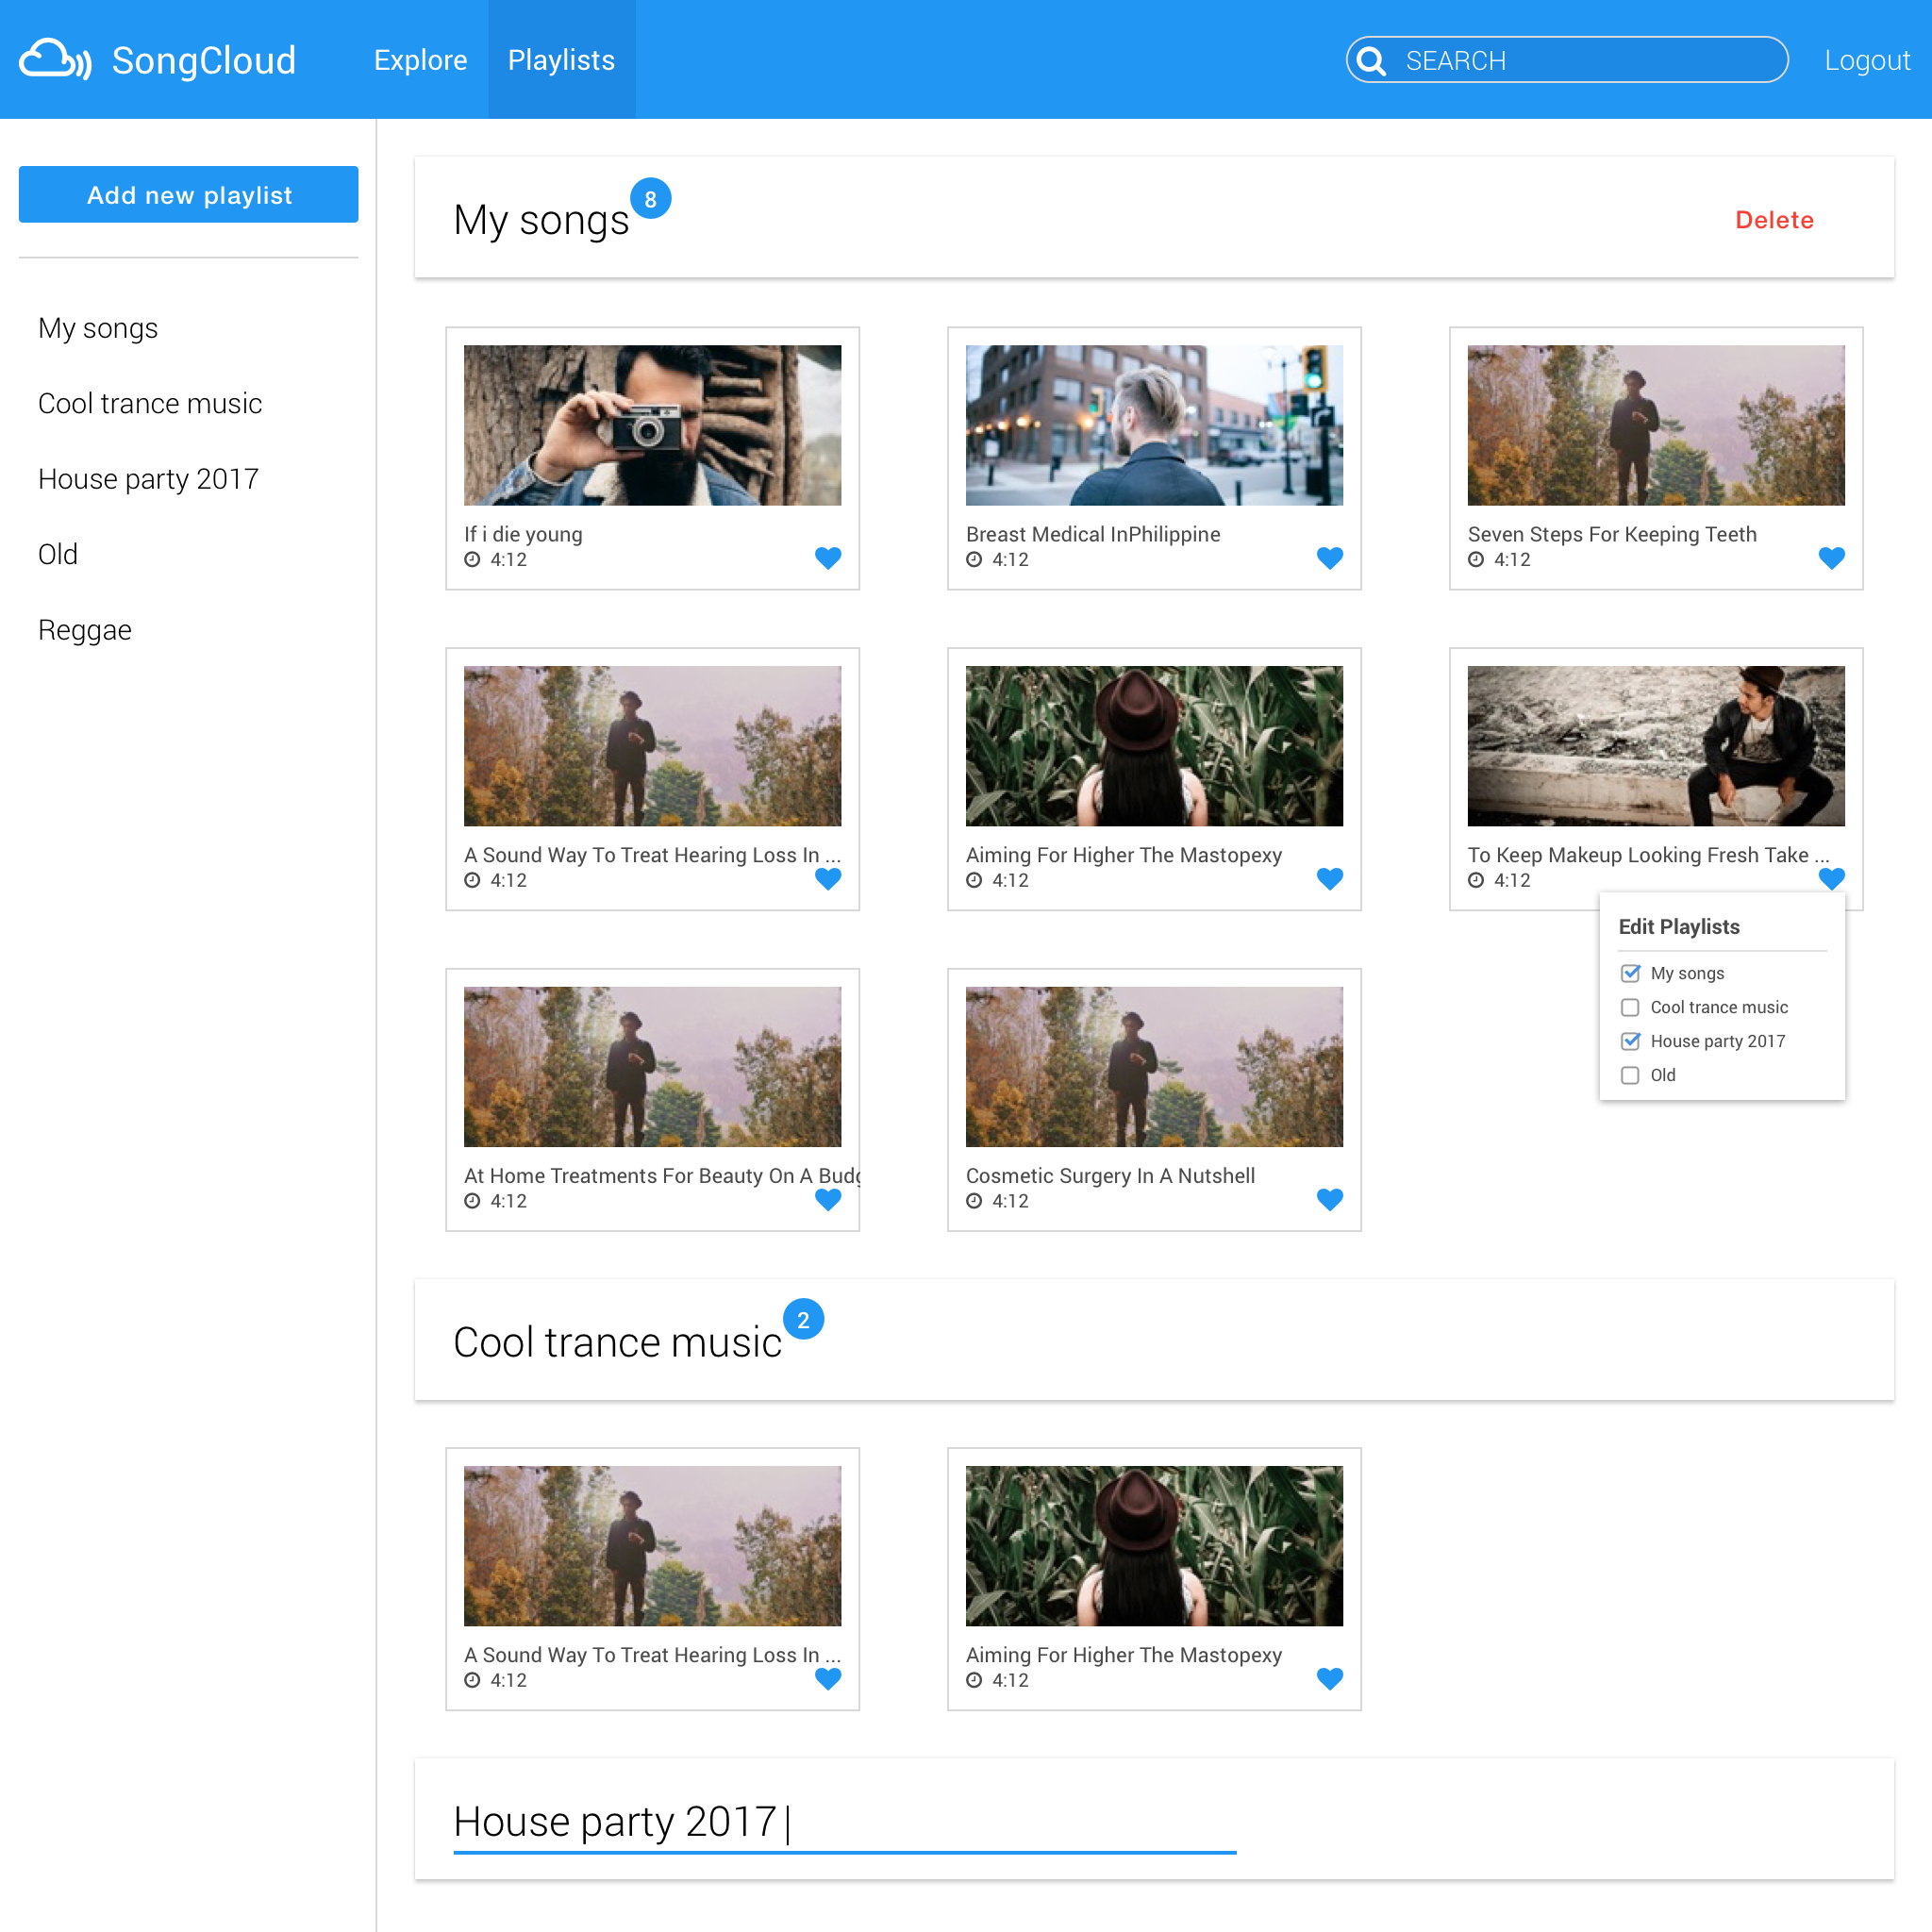 SongCloud
Explore
Playlists
SEARCH
Logout
Add new playlist
My songs
Cool trance music
House party 2017
Old
Reggae
My songs
8
Delete
If i die young
4:12
Breast Medical InPhilippine
4:12
Seven Steps For Keeping Teeth
4:12
A Sound Way To Treat Hearing Loss In ...
4:12
Aiming For Higher The Mastopexy
4:12
To Keep Makeup Looking Fresh Take ...
4:12
Edit Playlists
My songs
Cool trance music
House party 2017
Old
At Home Treatments For Beauty On A Budg
4:12
Cosmetic Surgery In A Nutshell
4:12
Cool trance music
2
A Sound Way To Treat Hearing Loss In ...
4:12
Aiming For Higher The Mastopexy
4:12
House party 2017